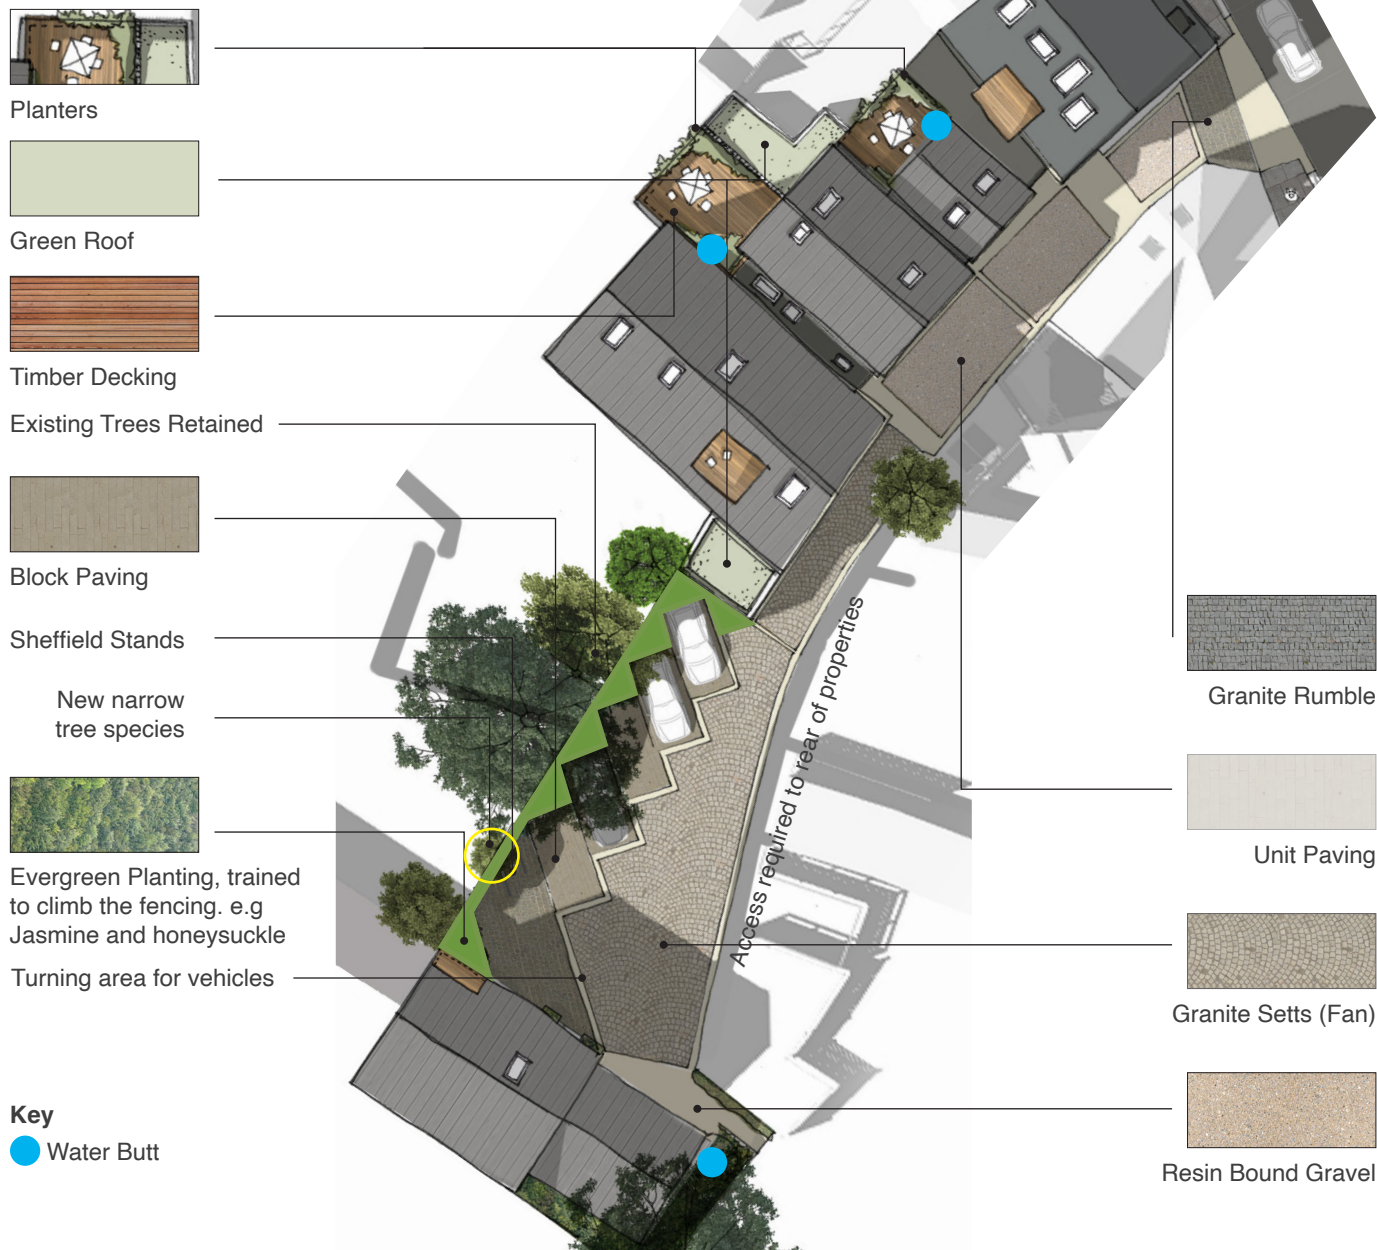 Planters
Green Roof
Timber Decking
Existing Trees Retained
Block Paving
Sheffield Stands
New narrow
tree species
Evergreen Planting, trained
to climb the fencing. e.g
Jasmine and honeysuckle
Turning area for vehicles
Key
Water Butt
Access required to rear of properties
Granite Rumble
Unit Paving
Granite Setts (Fan)
Resin Bound Gravel